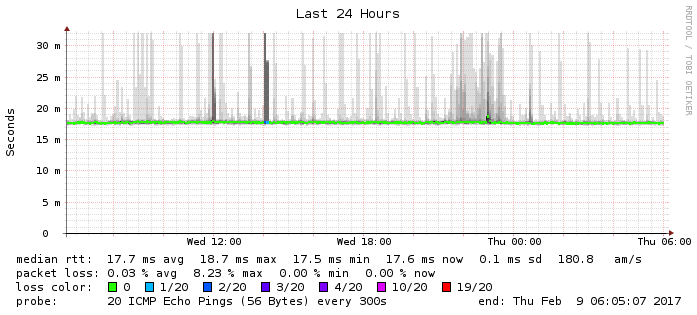 Last 24 Hours
RRDTOOL / TOBI OETIKER
Seconds
30 m
25 m
20 m
15 m
10 m
5 m
0
Wed 12:00 Wed 18:00 Thu 00:00 Thu 06:00
median rtt: 17.7 ms avg 18.7 ms max 17.5 ms min 17.6 ms now 0.1 ms sd 180.8 am/s
packet loss: 0.03 % avg 8.23 % max 0.00 % min 0.00 % now
loss color: 0 1/20 2/20 3/20 4/20 10/20 19/20
probe: 20 ICMP Echo Pings (56 Bytes) every 300s end: Thu Feb 9 06:05:07 2017